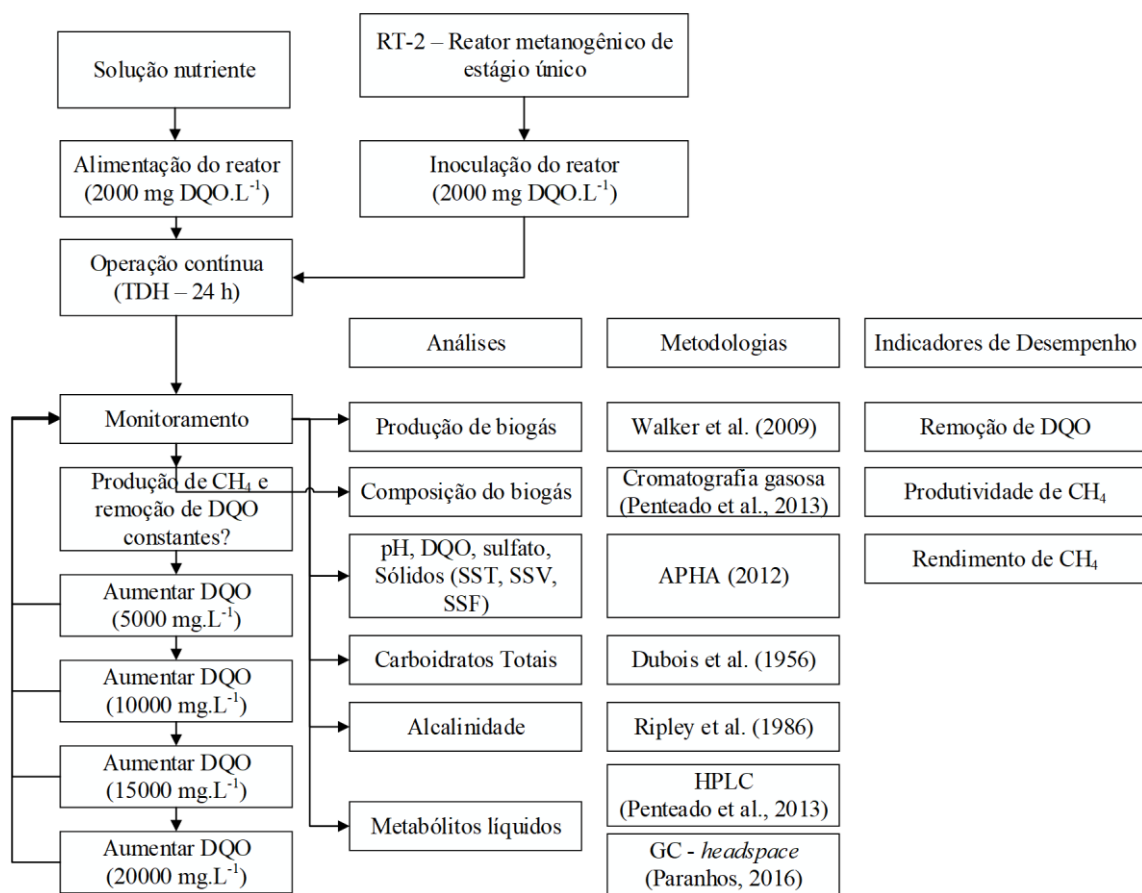 Solução nutriente
RT-2 – Reator metanogênico de
estágio único
Alimentação do reator
(2000 mg DQO.L⁻¹)
Inoculação do reator
(2000 mg DQO.L⁻¹)
Operação contínua
(TDH – 24 h)
Análises
Metodologias
Indicadores de Desempenho
Monitoramento
Produção de biogás
Walker et al. (2009)
Remoção de DQO
Produção de CH₄ e
remoção de DQO
constantes?
Composição do biogás
Cromatografia gasosa
(Penteado et al., 2013)
Produtividade de CH₄
pH, DQO, sulfato,
Sólidos (SST, SSV,
SSF)
APHA (2012)
Rendimento de CH₄
Aumentar DQO
(5000 mg.L⁻¹)
Carboidratos Totais
Dubois et al. (1956)
Aumentar DQO
(10000 mg.L⁻¹)
Alcalinidade
Ripley et al. (1986)
Aumentar DQO
(15000 mg.L⁻¹)
Metabólitos líquidos
HPLC
(Penteado et al., 2013)
Aumentar DQO
(20000 mg.L⁻¹)
GC - headspace
(Paranhos, 2016)